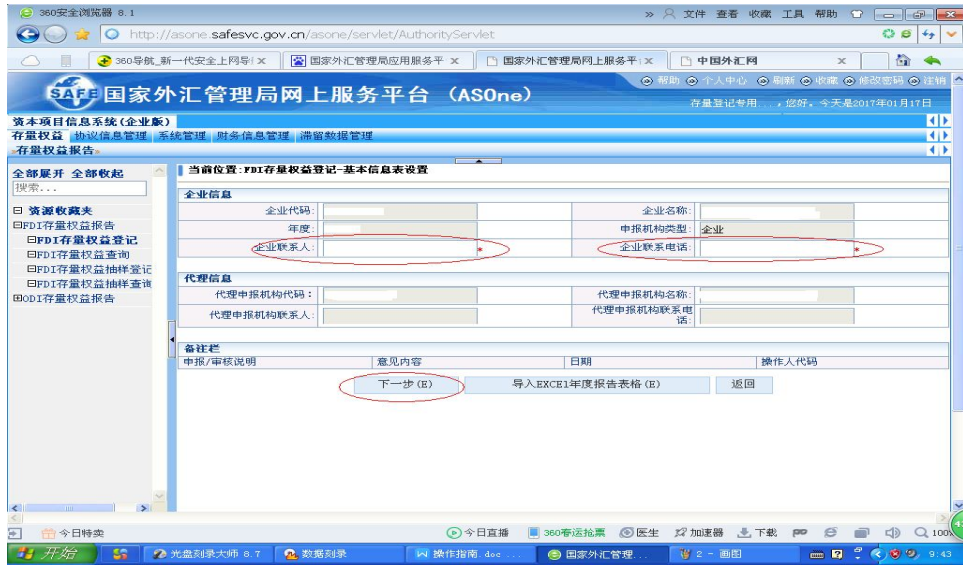 360安全浏览器 8.1
» 文件 查看 收藏 工具 帮助
http://asone.safesvc.gov.cn/asone/servlet/AuthorityServlet
360导航_新一代安全上网导 X 国家外汇管理局应用服务平 X 国家外汇管理局网上服务平 X 中国外汇网 X
帮助 个人中心 刷新 收藏 修改密码 注销
SAFE 国家外汇管理局网上服务平台 (ASOne)
存量登记专用...,您好。今天是2017年01月17日
资本项目信息系统(企业版)
存量权益 协议信息管理 系统管理 财务信息管理 滞留数据管理
存量权益报告
全部展开 全部收起
搜索...
资源收藏夹
FDI存量权益报告
FDI存量权益登记
FDI存量权益查询
FDI存量权益抽样登记
FDI存量权益抽样查询
ODI存量权益报告
当前位置:FDI存量权益登记-基本信息表设置
企业信息
企业代码: 企业名称:
年度: 申报机构类型: 企业
企业联系人: * 企业联系电话: *
代理信息
代理申报机构代码: 代理申报机构名称:
代理申报机构联系人: 代理申报机构联系电话:
备注栏
申报/审核说明 意见内容 日期 操作人代码
下一步(E) 导入EXCEl年度报告表格(E) 返回
今日特卖 今日直播 360春运抢票 医生 加速器 下载 100%
开始 光盘刻录大师 8.7 数据刻录 操作指南.doc ... 国家外汇管理... 2 - 画图 9:43